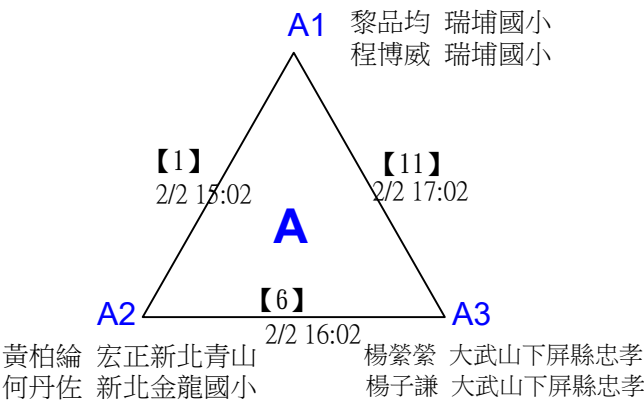 A1
黎品均 瑞埔國小
程博威 瑞埔國小
【1】
2/2 15:02
【11】
2/2 17:02
A
【6】
2/2 16:02
A2
黃柏綸 宏正新北青山
何丹佐 新北金龍國小
A3
楊縈縈 大武山下屏縣忠孝
楊子謙 大武山下屏縣忠孝